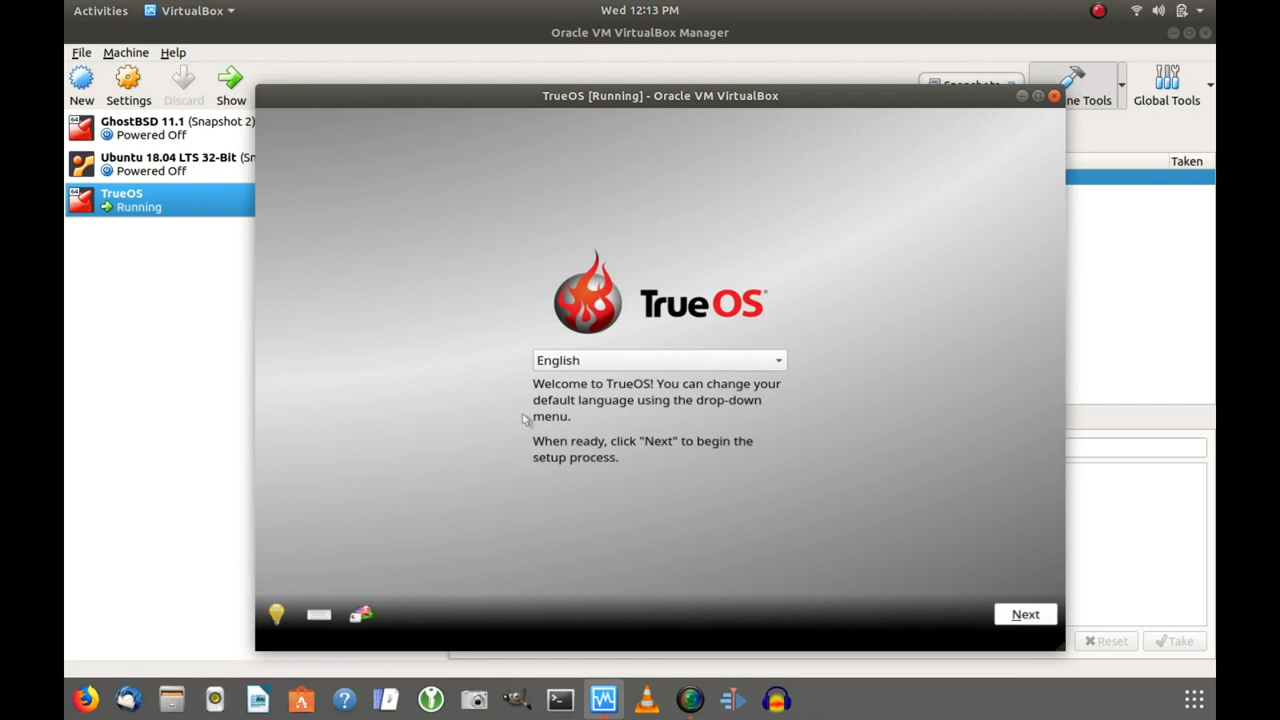 Activities
VirtualBox
Wed 12:13 PM
Oracle VM VirtualBox Manager
File Machine Help
New
Settings
Discard
Show
ne Tools
Global Tools
GhostBSD 11.1 (Snapshot 2)
Powered Off
Ubuntu 18.04 LTS 32-Bit (Sn
Powered Off
64
TrueOS
Running
Taken
TrueOS [Running] - Oracle VM VirtualBox
TrueOS
English
Welcome to TrueOS! You can change your
default language using the drop-down
menu.
When ready, click "Next" to begin the
setup process.
Next
Reset
Take